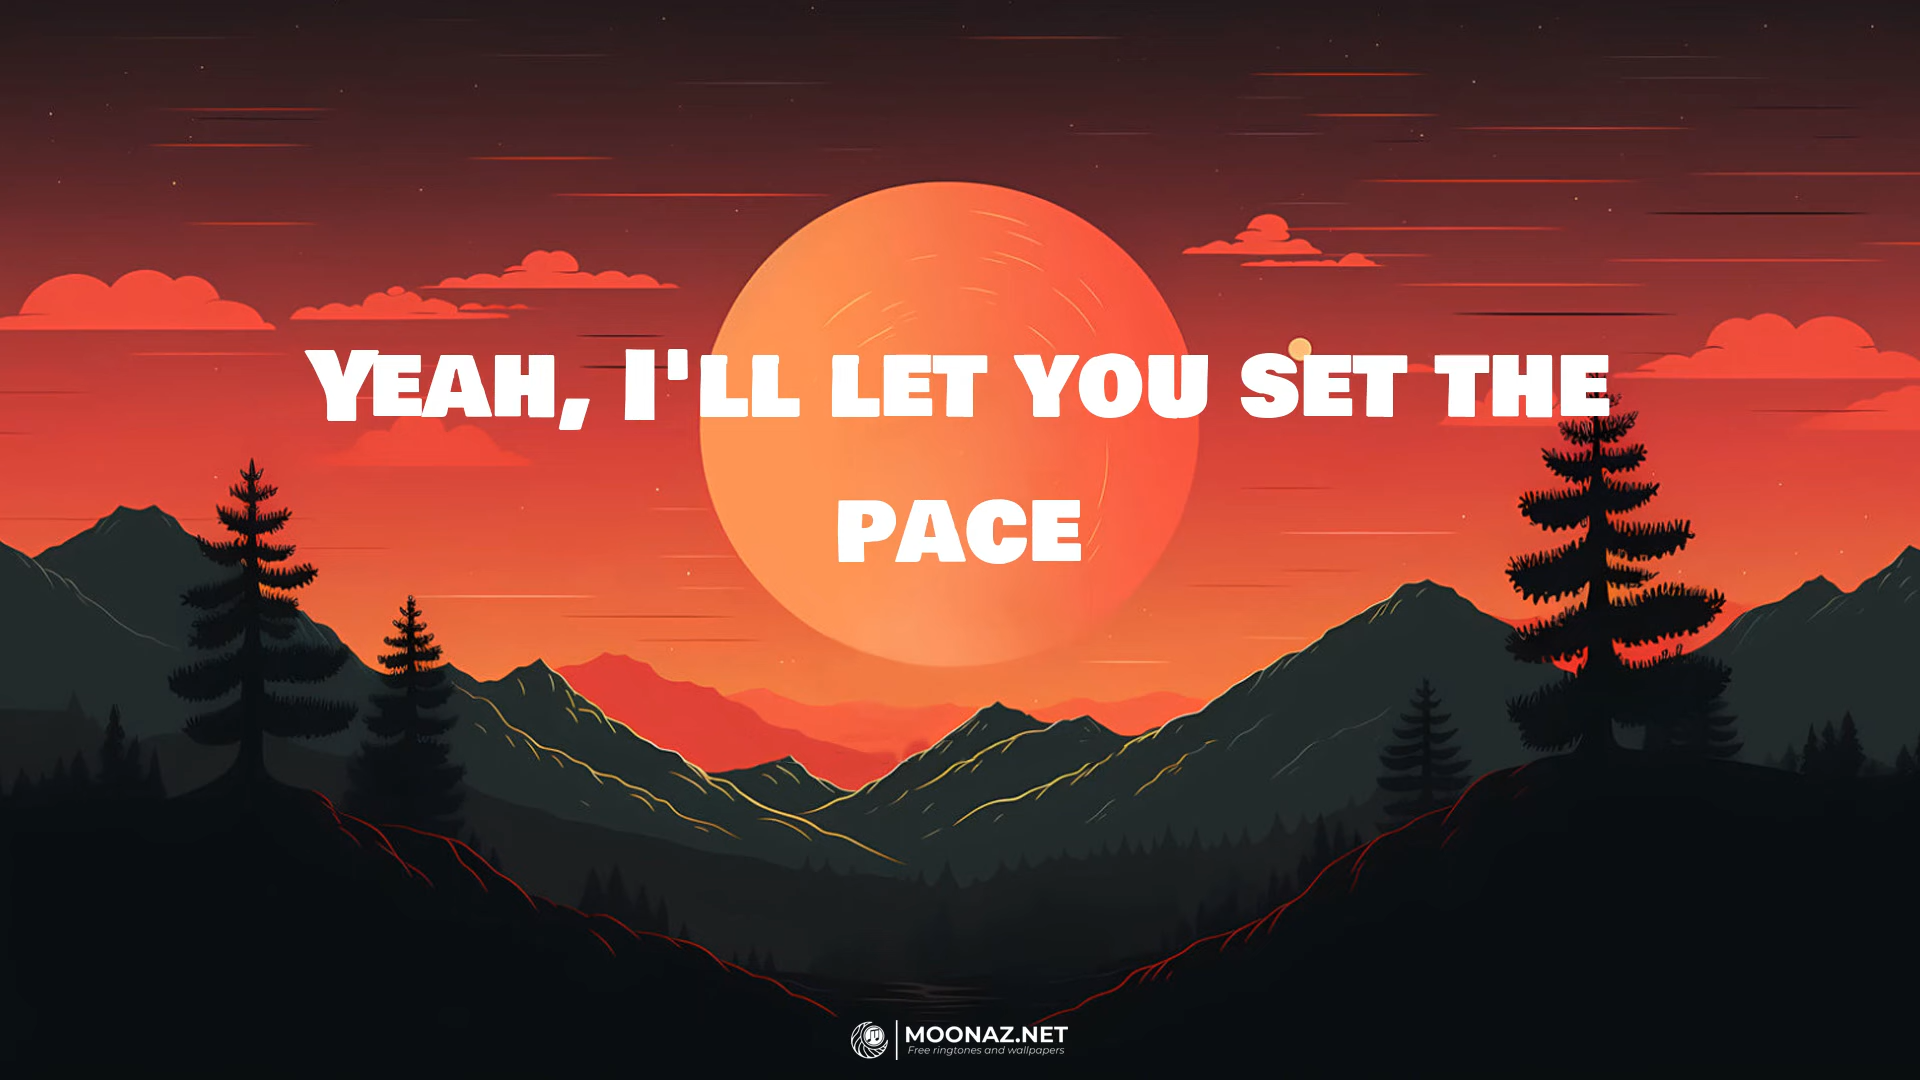 Yeah, I'll let you set the
pace
MOONAZ.NET
Free ringtones and wallpapers